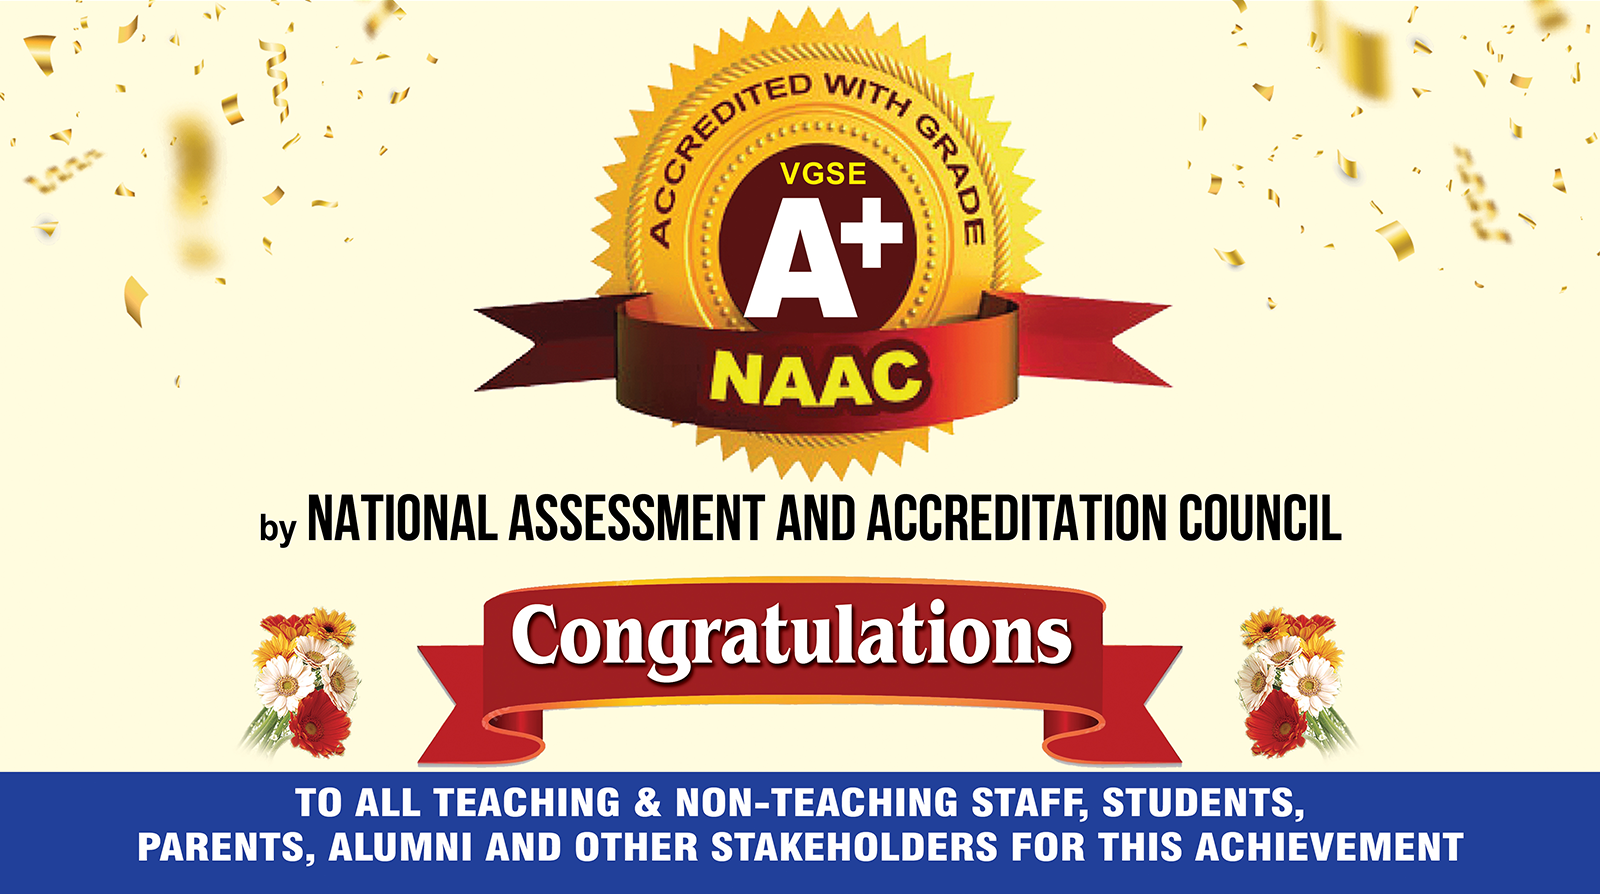 ACCREDITED WITH GRADE
VGSE
A+
NAAC
by NATIONAL ASSESSMENT AND ACCREDITATION COUNCIL
Congratulations
TO ALL TEACHING & NON-TEACHING STAFF, STUDENTS,
PARENTS, ALUMNI AND OTHER STAKEHOLDERS FOR THIS ACHIEVEMENT